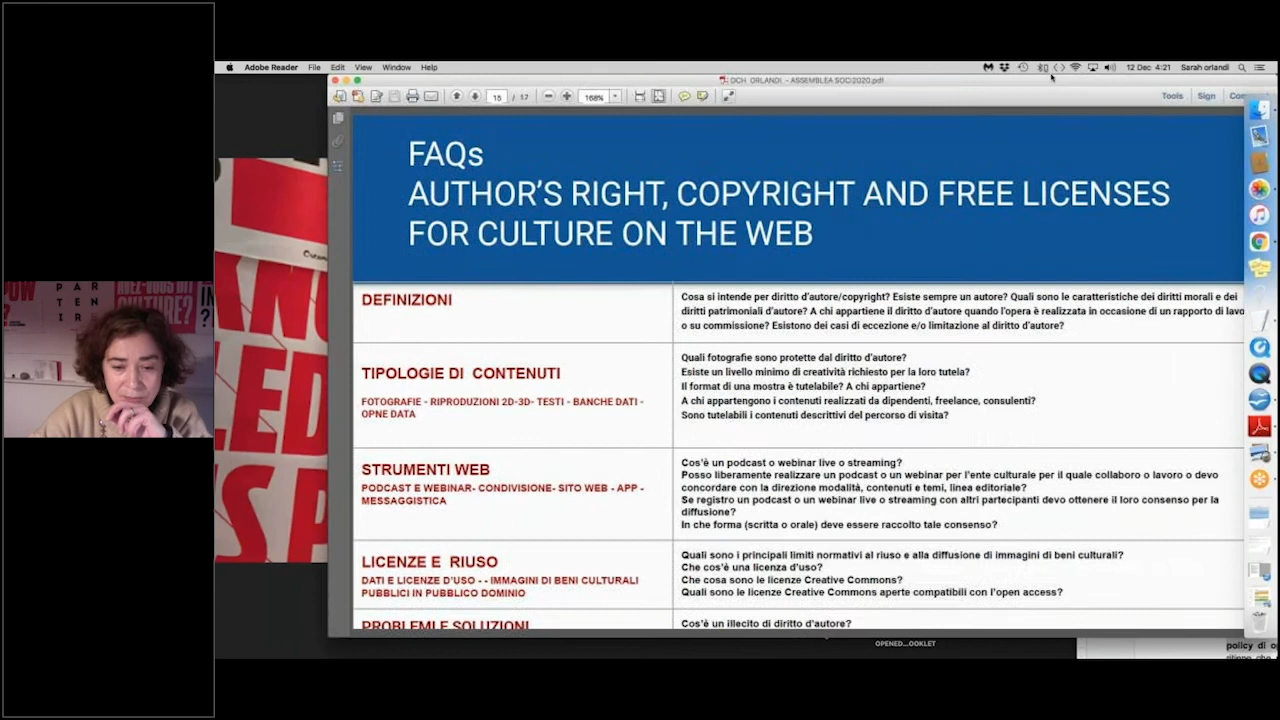 Adobe Reader File Edit View Window Help
12 Dec 4:21 Sarah orlandi
DCH ORLANDI - ASSEMBLEA SOCI2020.pdf
15 / 17
168%
Tools Sign
FAQs
AUTHOR'S RIGHT, COPYRIGHT AND FREE LICENSES
FOR CULTURE ON THE WEB
DEFINIZIONI
Cosa si intende per diritto d'autore/copyright? Esiste sempre un autore? Quali sono le caratteristiche dei diritti morali e dei
diritti patrimoniali d'autore? A chi appartiene il diritto d'autore quando l'opera è realizzata in occasione di un rapporto di lavo
o su commissione? Esistono dei casi di eccezione e/o limitazione al diritto d'autore?
TIPOLOGIE DI CONTENUTI
FOTOGRAFIE - RIPRODUZIONI 2D-3D- TESTI - BANCHE DATI -
OPNE DATA
Quali fotografie sono protette dal diritto d'autore?
Esiste un livello minimo di creatività richiesto per la loro tutela?
Il format di una mostra è tutelabile? A chi appartiene?
A chi appartengono i contenuti realizzati da dipendenti, freelance, consulenti?
Sono tutelabili i contenuti descrittivi del percorso di visita?
STRUMENTI WEB
PODCAST E WEBINAR- CONDIVISIONE- SITO WEB - APP -
MESSAGGISTICA
Cos'è un podcast o webinar live o streaming?
Posso liberamente realizzare un podcast o un webinar per l'ente culturale per il quale collaboro o lavoro o devo
concordare con la direzione modalità, contenuti e temi, linea editoriale?
Se registro un podcast o un webinar live o streaming con altri partecipanti devo ottenere il loro consenso per la
diffusione?
In che forma (scritta o orale) deve essere raccolto tale consenso?
LICENZE E RIUSO
DATI E LICENZE D'USO - - IMMAGINI DI BENI CULTURALI
PUBBLICI IN PUBBLICO DOMINIO
Quali sono i principali limiti normativi al riuso e alla diffusione di immagini di beni culturali?
Che cos'è una licenza d'uso?
Che cosa sono le licenze Creative Commons?
Quali sono le licenze Creative Commons aperte compatibili con l'open access?
PROBLEMI E SOLUZIONI
Cos'è un illecito di diritto d'autore?
OPENED...OOKLET
policy di o
CULTURE?